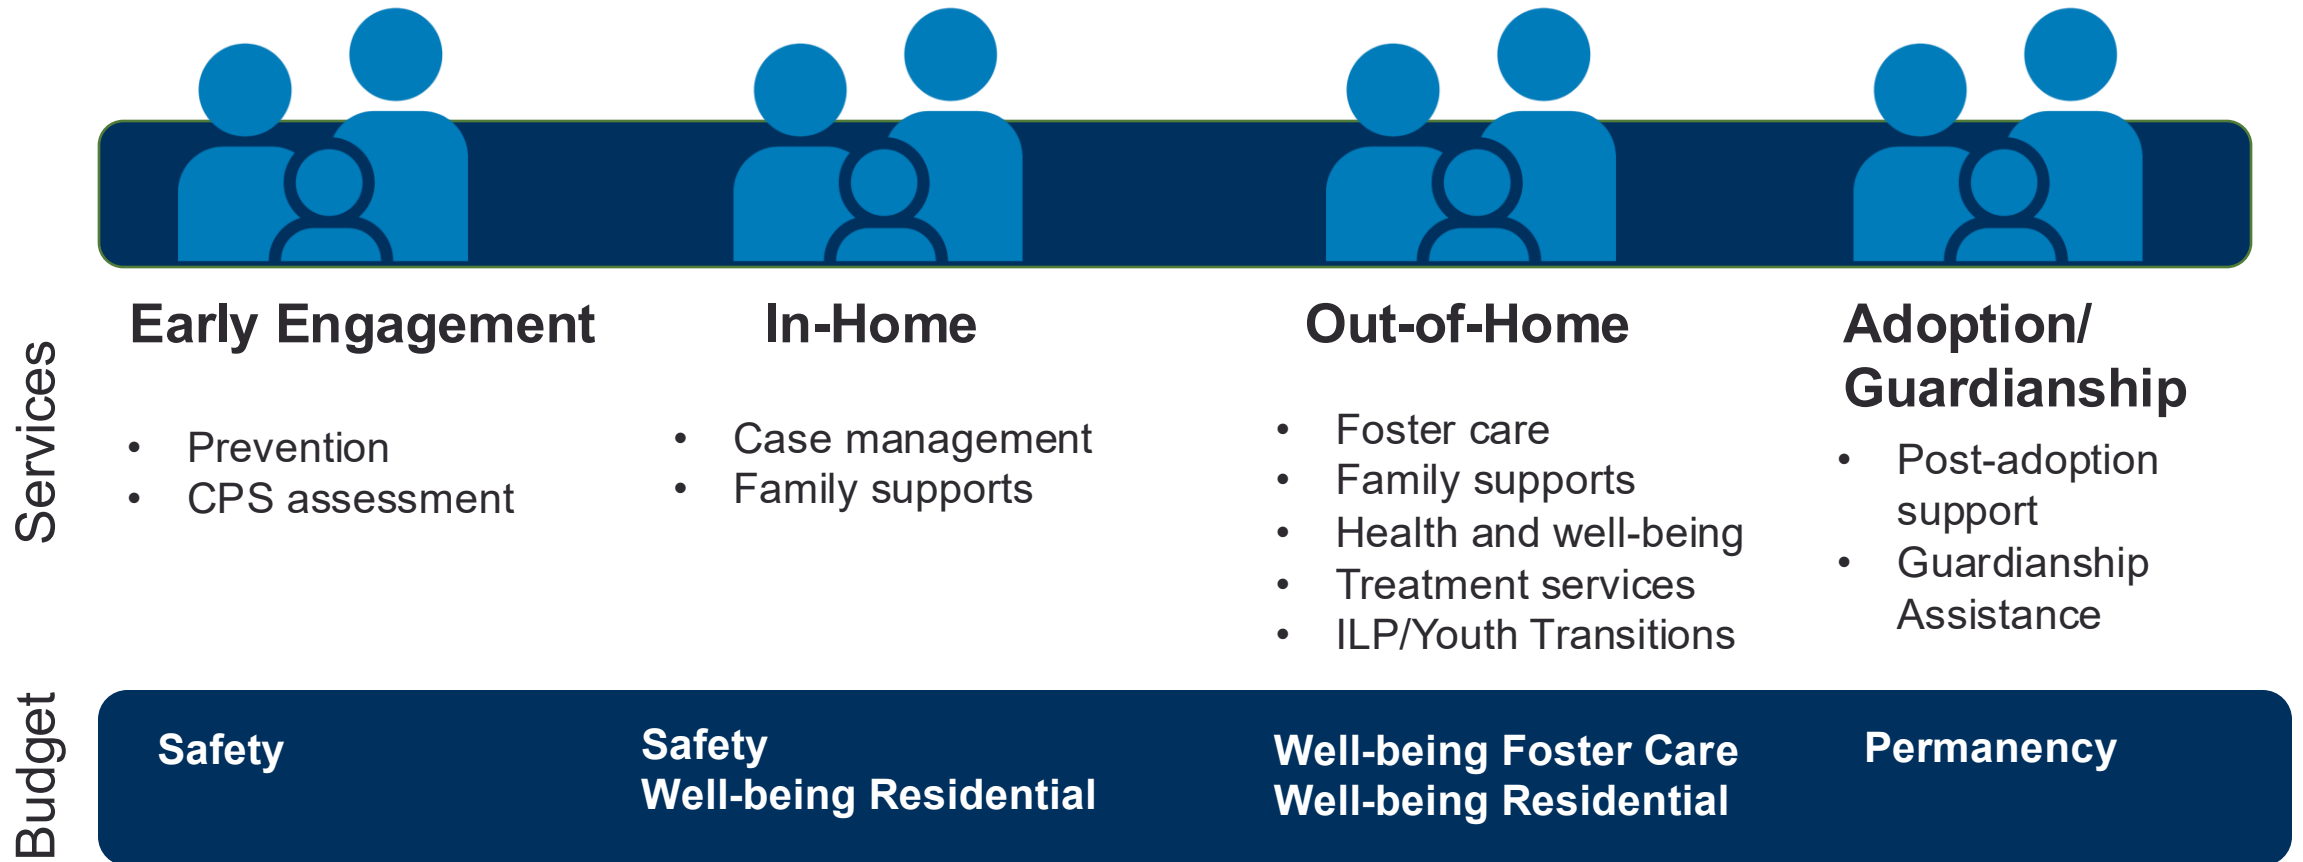 Services
Early Engagement
• Prevention
• CPS assessment
In-Home
• Case management
• Family supports
Out-of-Home
• Foster care
• Family supports
• Health and well-being
• Treatment services
• ILP/Youth Transitions
Adoption/
Guardianship
• Post-adoption
support
• Guardianship
Assistance
Budget
Safety
Safety
Well-being Residential
Well-being Foster Care
Well-being Residential
Permanency